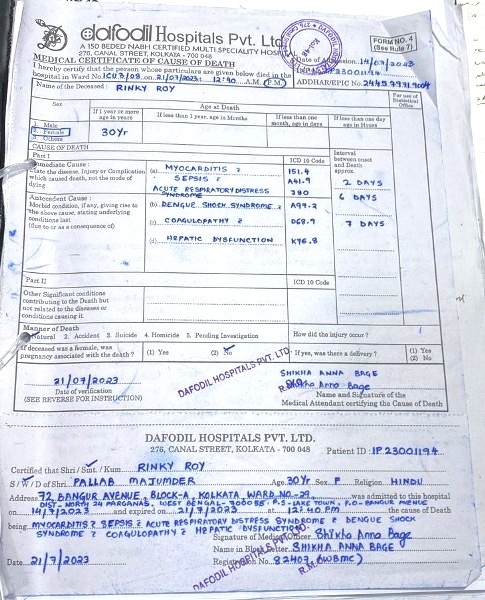 dafodil Hospitals Pvt. Ltd.
A 150 BEDED NABH CERTIFIED MULTI SPECIALITY HOSPITAL
276, CANAL STREET, KOLKATA - 700 048
FORM NO. 4
(See Rule 7)
MEDICAL CERTIFICATE OF CAUSE OF DEATH
Date of Admission 14/07/2023
I hereby certify that the person whose particulars are given below died in the
hospital in Ward No. on 21/07/2023: 12:40 A.M./P.M.
ADDHAR/EPIC No.
Name of the Deceased: RINKY ROY
For use of Statistical Office
Sex
Age at Death
If 1 year or more age in years
If less than 1 year, age in Months
If less than one month, age in days
If less than one day age in Hours
1. Male
2. Female
3. Others
30Yr
CAUSE OF DEATH
Part I
ICD 10 Code
Interval between onset and Death approx.
Immediate Cause :
State the disease, Injury or Complication which caused death, not the mode of dying
(a) MYOCARDITIS c̄ I51.9
SEPSIS c̄ A41.9 2 DAYS
ACUTE RESPIRATORY DISTRESS SYNDROME J80
Antecedent Cause :
Morbid condition, if any, giving rise to the above cause, stating underlying conditions last
(due to or as a consequence of)
(b) DENGUE SHOCK SYNDROME c̄ A97.2 6 DAYS
(c) COAGULOPATHY c̄ D68.9 7 DAYS
(d) HEPATIC DYSFUNCTION K76.8
Part II
ICD 10 Code
Other Significant conditions contributing to the Death but not related to the diseases or conditions causing it.
Manner of Death
1. Natural 2. Accident 3. Suicide 4. Homicide 5. Pending Investigation
How did the injury occur ?
If deceased was a female, was pregnancy associated with the death ? (1) Yes (2) No
If yes, was there a delivery ? (1) Yes (2) No
21/07/2023
Date of verification
(SEE REVERSE FOR INSTRUCTION)
DAFODIL HOSPITALS PVT. LTD.
R.M.O.
SHIKHA ANNA BAGE
Shikha Anna Bage
Name and Signature of the
Medical Attendant certifying the Cause of Death
DAFODIL HOSPITALS PVT. LTD.
276, CANAL STREET, KOLKATA - 700 048
Patient ID : IP23001194
Certified that Shri / Smt. / Kum RINKY ROY
S / W / D of Shri PALLAB MAJUMDER Age 30Yr Sex F Religion HINDU
Address 72, BANGUR AVENUE, BLOCK-A, KOLKATA, WARD NO-29, was admitted to this hospital
DIST- NORTH 24 PARGANAS, WEST BENGAL-700055, P.S- LAKE TOWN, P.O- BANGUR AVENUE
on 14/7/2023 and expired on 21/7/2023 at 12:40 PM the cause of Death
being MYOCARDITIS c̄ SEPSIS c̄ ACUTE RESPIRATORY DISTRESS SYNDROME c̄ DENGUE SHOCK
SYNDROME c̄ COAGULOPATHY c̄ HEPATIC DYSFUNCTION
Signature of Medical Officer Shikha Anna Bage
Name in Block Letter SHIKHA ANNA BAGE
Date 21/7/2023
Registration No. 82407 (WBMC)
DAFODIL HOSPITALS PVT. LTD.
R.M.O.